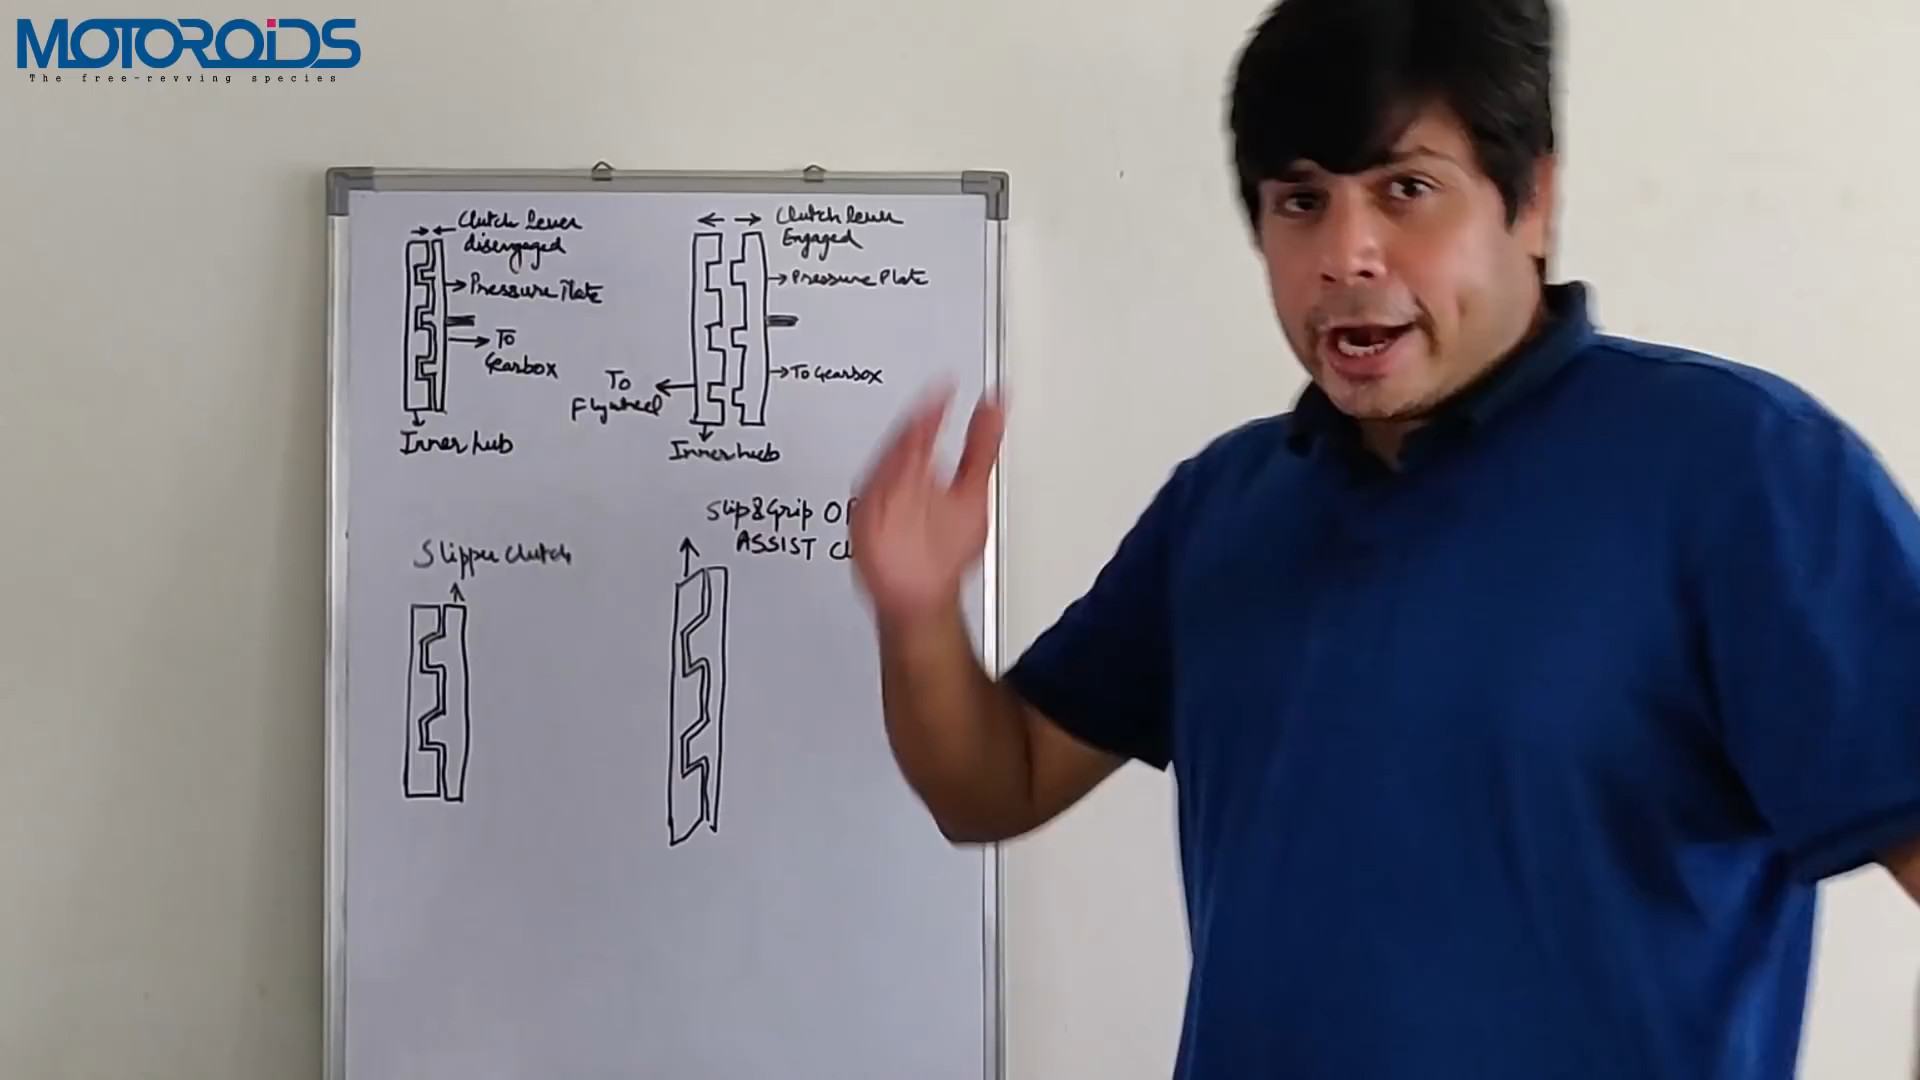 MOTOROiDS
The free-revving species
Clutch lever
disengaged
Pressure Plate
To
Gearbox
Inner hub
Clutch lever
Engaged
Pressure Plate
To Gearbox
To
Flywheel
Inner hub
Slipper clutch
Slip&Grip
ASSIST